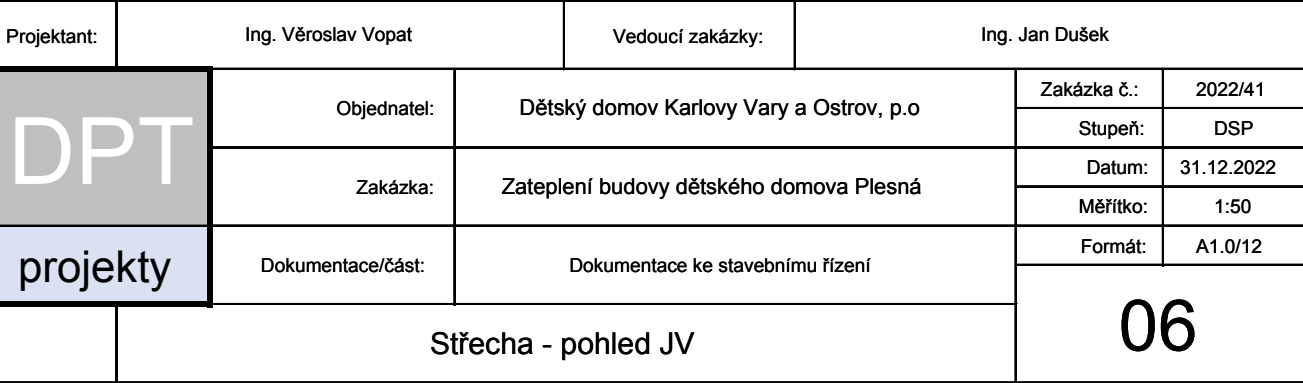 Projektant: Ing. Věroslav Vopat Vedoucí zakázky: Ing. Jan Dušek
DPT
projekty
Objednatel: Dětský domov Karlovy Vary a Ostrov, p.o
Zakázka: Zateplení budovy dětského domova Plesná
Dokumentace/část: Dokumentace ke stavebnímu řízení
Zakázka č.: 2022/41
Stupeň: DSP
Datum: 31.12.2022
Měřítko: 1:50
Formát: A1.0/12
Střecha - pohled JV
06